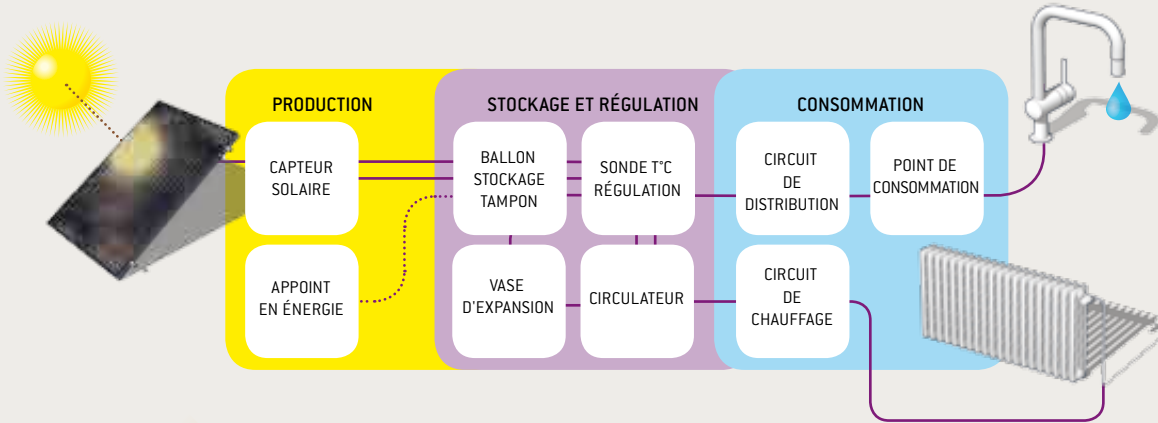 PRODUCTION
STOCKAGE ET RÉGULATION
CONSOMMATION
CAPTEUR
SOLAIRE
BALLON
STOCKAGE
TAMPON
SONDE T°C
RÉGULATION
CIRCUIT
DE
DISTRIBUTION
POINT DE
CONSOMMATION
APPOINT
EN ÉNERGIE
VASE
D'EXPANSION
CIRCULATEUR
CIRCUIT
DE
CHAUFFAGE